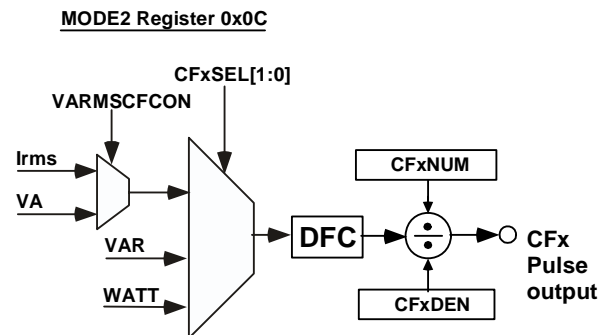 MODE2 Register 0x0C
CFxSEL[1:0]
VARMSCFCON
Irms
VA
VAR
WATT
DFC
CFxNUM
CFxDEN
CFx
Pulse
output